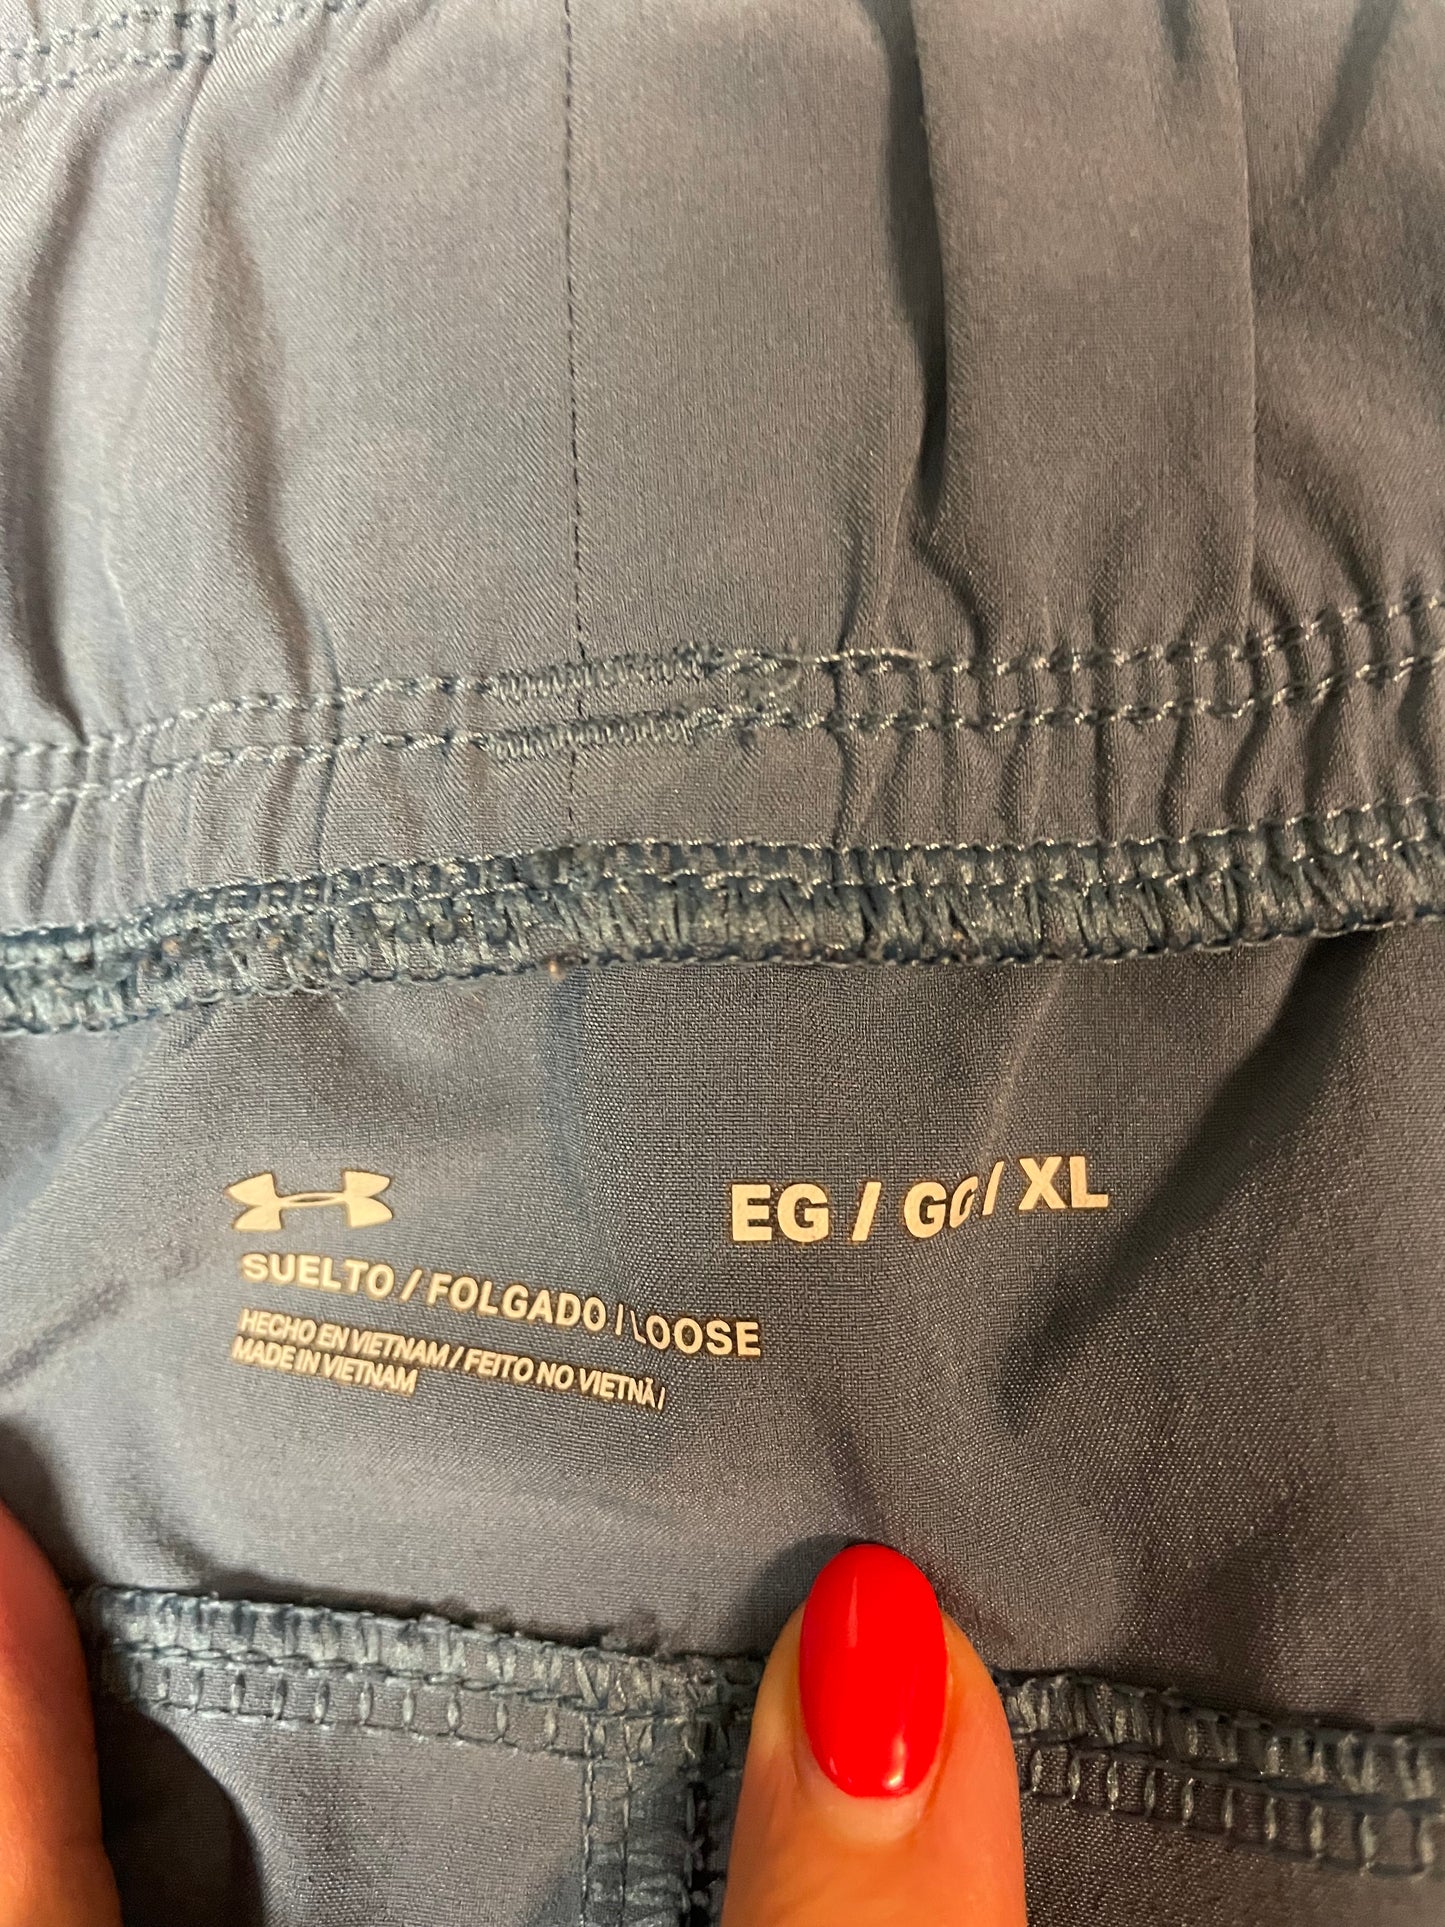 EG / GG / XL
SUELTO / FOLGADO / LOOSE
HECHO EN VIETNAM / FEITO NO VIETNÃ /
MADE IN VIETNAM